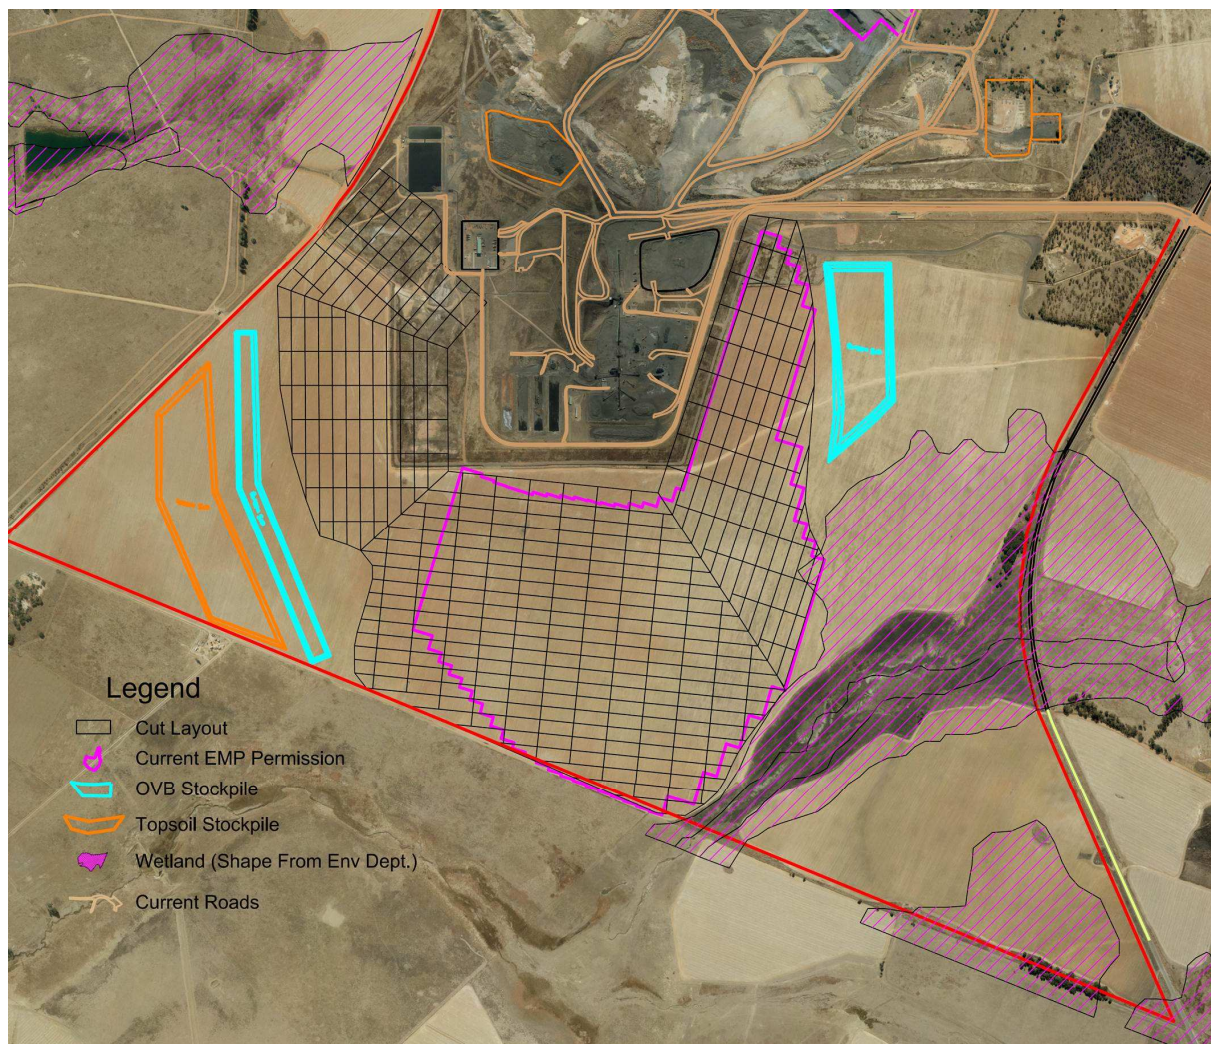 Legend
Cut Layout
Current EMP Permission
OVB Stockpile
Topsoil Stockpile
Wetland (Shape From Env Dept.)
Current Roads